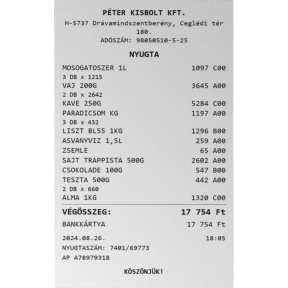 PÉTER KISBOLT KFT.
H-5737 Drávamindszentberény, Ceglédi tér
180.
ADÓSZÁM: 98050510-5-25
NYUGTA
MOSOGATOSZER 1L 1097 C00
3 DB x 1215
VAJ 200G 3645 A00
2 DB x 2642
KAVE 250G 5284 C00
PARADICSOM KG 1197 A00
3 DB x 432
LISZT BL55 1KG 1296 B00
ASVANYVIZ 1,5L 259 A00
ZSEMLE 65 A00
SAJT TRAPPISTA 500G 2602 A00
CSOKOLADE 100G 547 B00
TESZTA 500G 442 A00
2 DB x 660
ALMA 1KG 1320 C00
VÉGÖSSZEG: 17 754 Ft
BANKKÁRTYA 17 754 Ft
2024.08.26. 18:05
NYUGTASZÁM: 7401/69773
AP A78979318
KÖSZÖNJÜK!